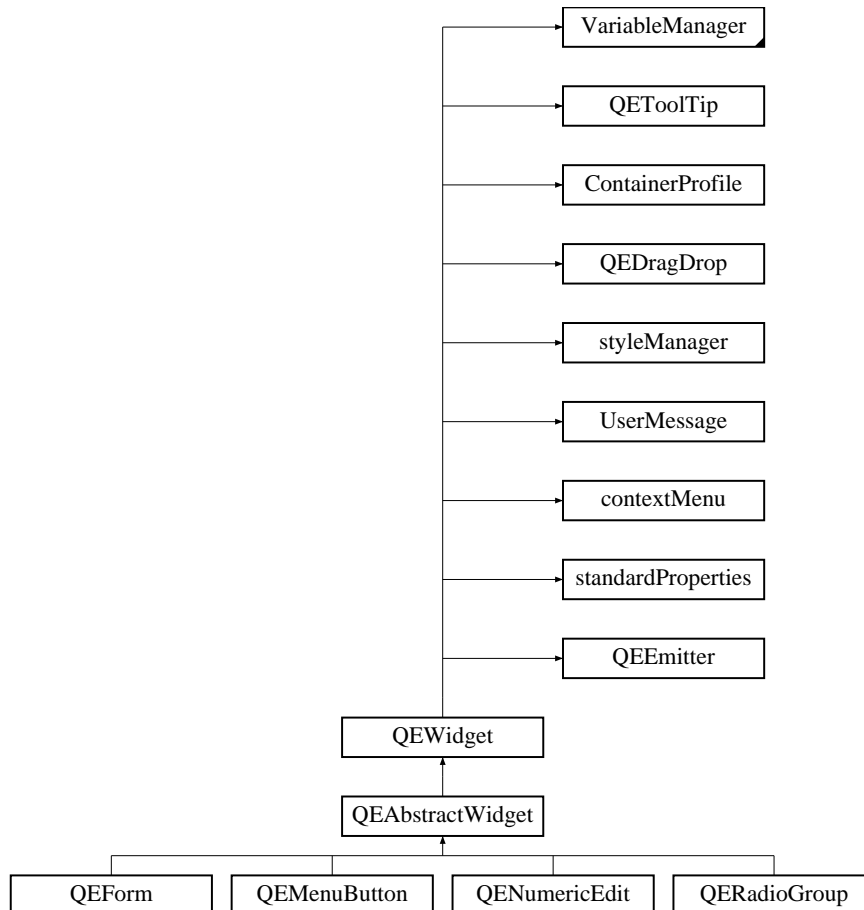 VariableManager
QEToolTip
ContainerProfile
QEDragDrop
styleManager
UserMessage
contextMenu
standardProperties
QEEmitter
QEWidget
QEAbstractWidget
QEForm QEMenuButton QENumericEdit QERadioGroup